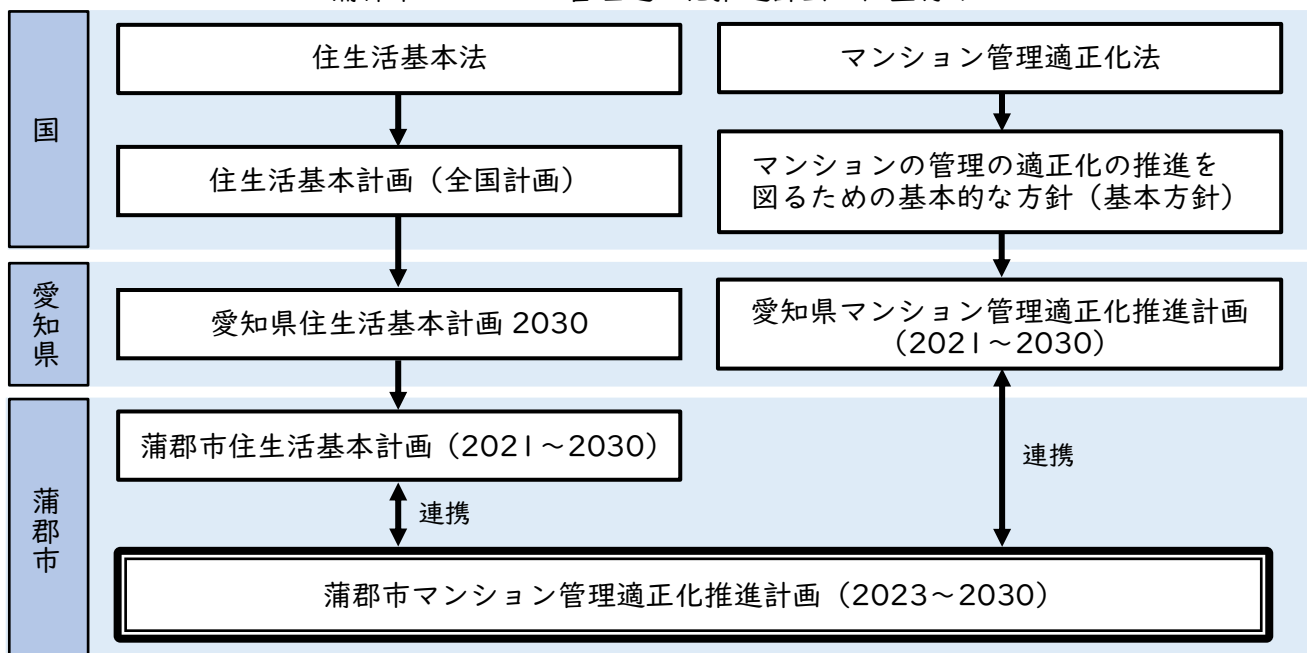 国
住生活基本法
マンション管理適正化法
住生活基本計画（全国計画）
マンションの管理の適正化の推進を
図るための基本的な方針（基本方針）
愛知県
愛知県住生活基本計画 2030
愛知県マンション管理適正化推進計画
（2021～2030）
蒲郡市
蒲郡市住生活基本計画（2021～2030）
連携
連携
蒲郡市マンション管理適正化推進計画（2023～2030）